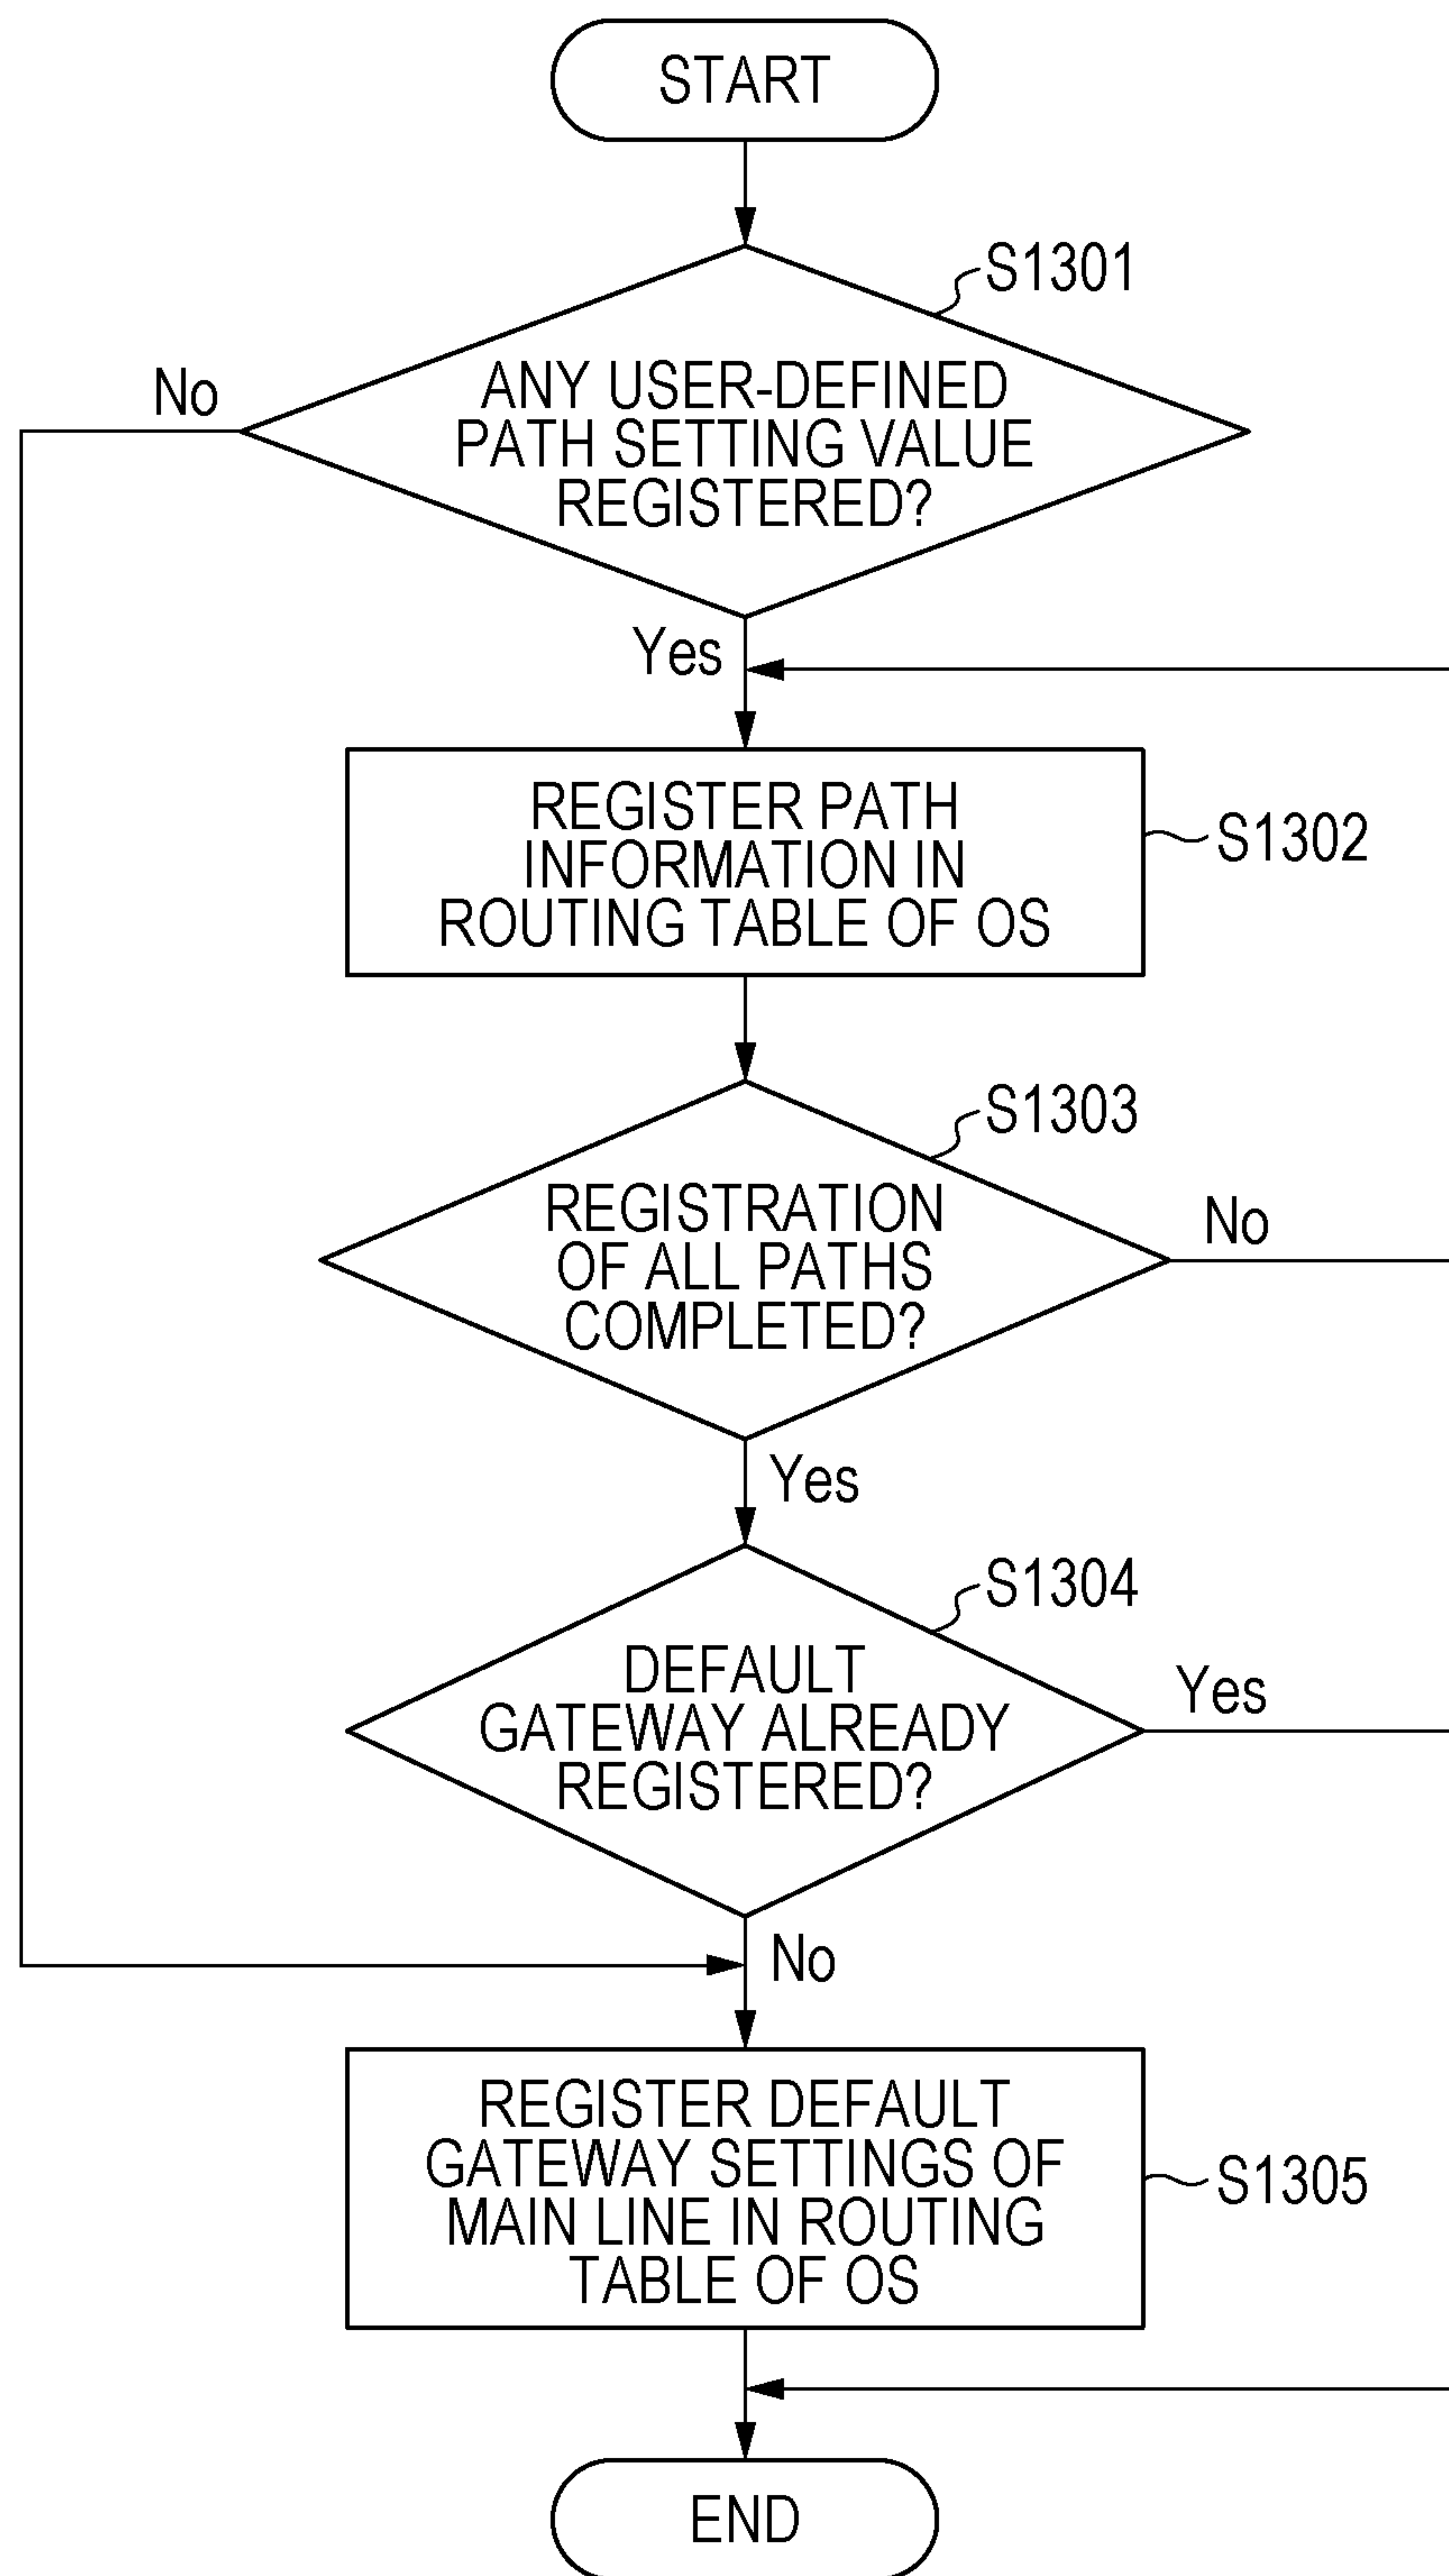 START
S1301
No
ANY USER-DEFINED
PATH SETTING VALUE
REGISTERED?
Yes
REGISTER PATH
INFORMATION IN
ROUTING TABLE OF OS
S1302
S1303
REGISTRATION
OF ALL PATHS
COMPLETED?
No
Yes
S1304
DEFAULT
GATEWAY ALREADY
REGISTERED?
Yes
No
REGISTER DEFAULT
GATEWAY SETTINGS OF
MAIN LINE IN ROUTING
TABLE OF OS
S1305
END